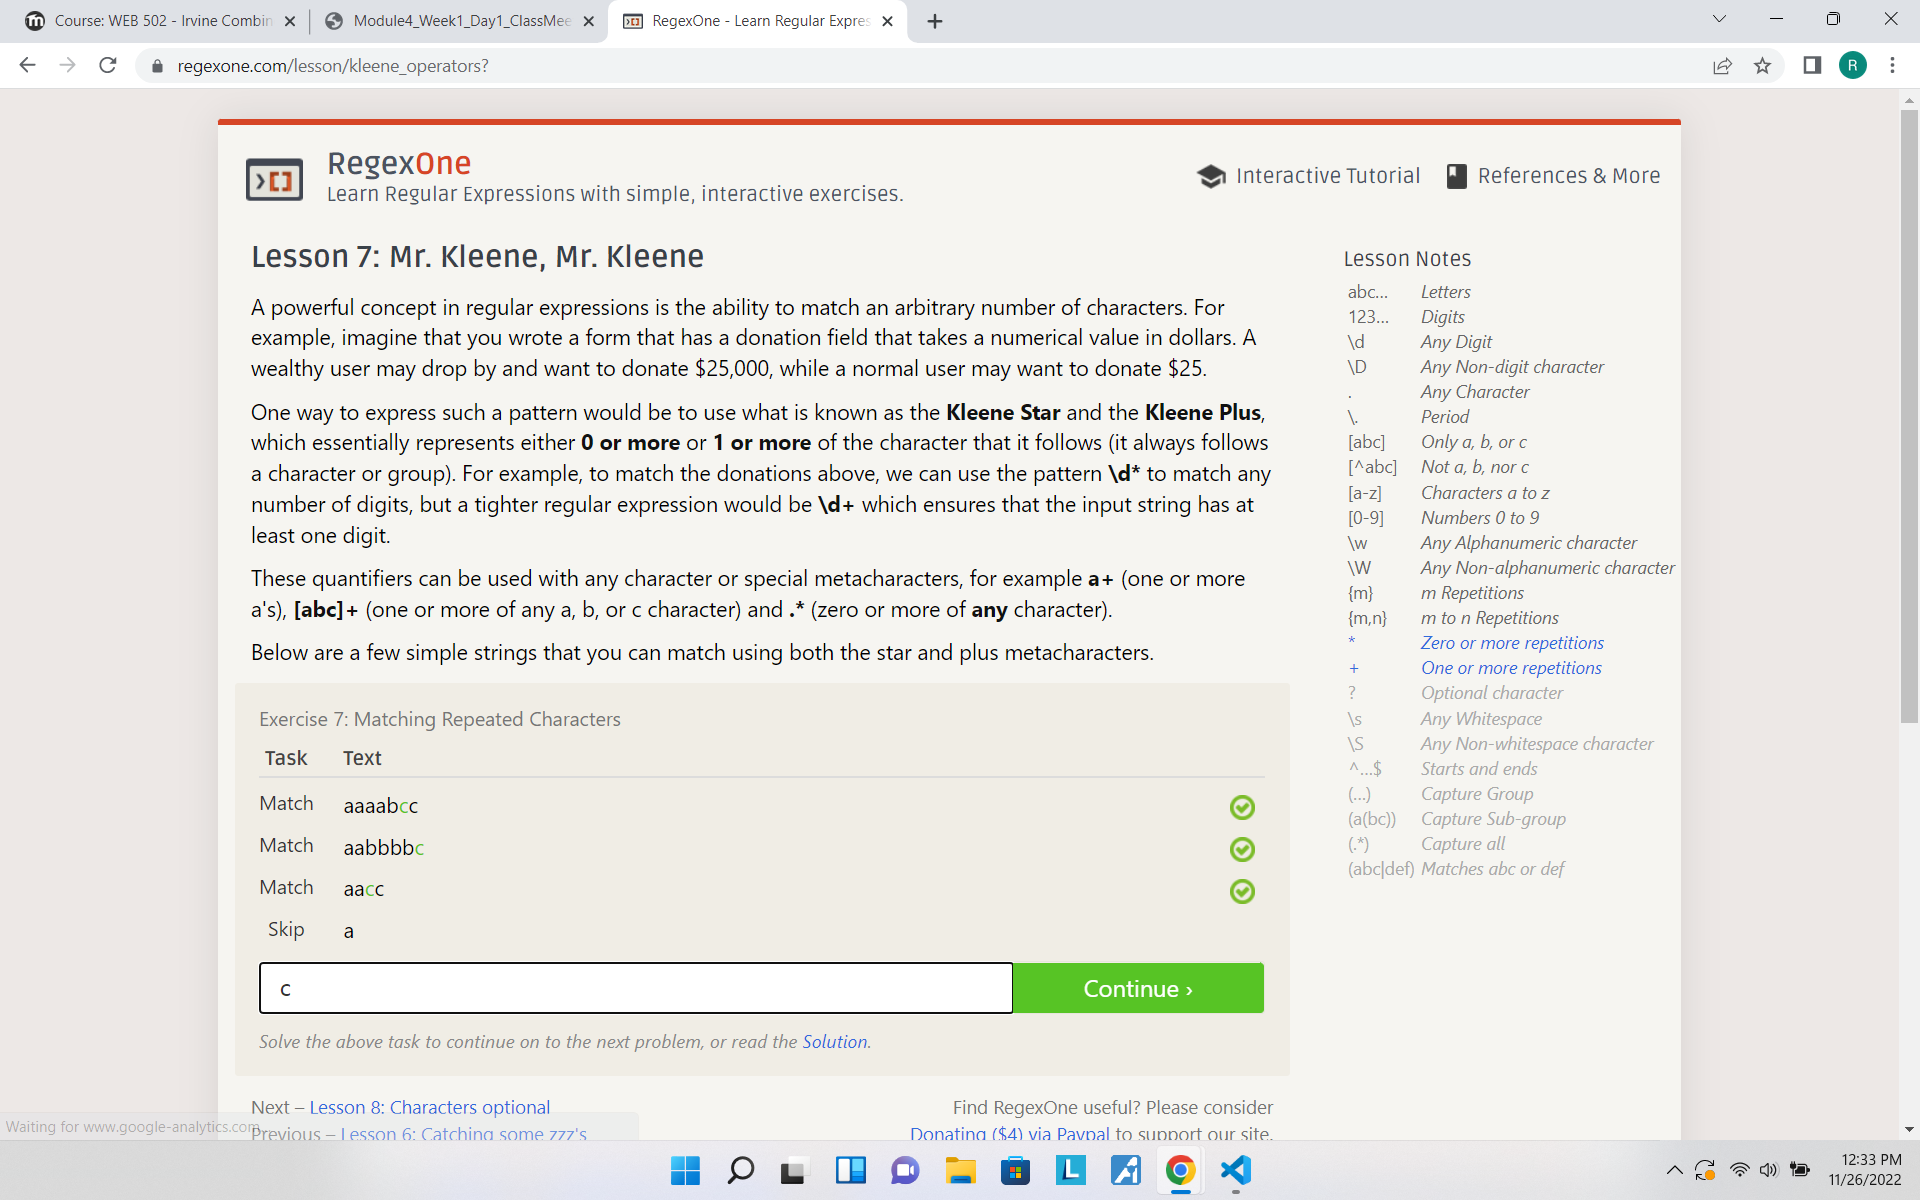 Course: WEB 502 - Irvine Combin
Module4_Week1_Day1_ClassMee
RegexOne - Learn Regular Expres
regexone.com/lesson/kleene_operators?
R
RegexOne
Learn Regular Expressions with simple, interactive exercises.
Interactive Tutorial
References & More
Lesson 7: Mr. Kleene, Mr. Kleene
A powerful concept in regular expressions is the ability to match an arbitrary number of characters. For
example, imagine that you wrote a form that has a donation field that takes a numerical value in dollars. A
wealthy user may drop by and want to donate $25,000, while a normal user may want to donate $25.
One way to express such a pattern would be to use what is known as the Kleene Star and the Kleene Plus,
which essentially represents either 0 or more or 1 or more of the character that it follows (it always follows
a character or group). For example, to match the donations above, we can use the pattern \d* to match any
number of digits, but a tighter regular expression would be \d+ which ensures that the input string has at
least one digit.
These quantifiers can be used with any character or special metacharacters, for example a+ (one or more
a's), [abc]+ (one or more of any a, b, or c character) and .* (zero or more of any character).
Below are a few simple strings that you can match using both the star and plus metacharacters.
Exercise 7: Matching Repeated Characters
Task Text
Match aaaabcc
Match aabbbbc
Match aacc
Skip a
c
Continue ›
Solve the above task to continue on to the next problem, or read the Solution.
Next – Lesson 8: Characters optional
Previous – Lesson 6: Catching some zzz's
Find RegexOne useful? Please consider
Donating ($4) via Paypal to support our site.
Lesson Notes
abc... Letters
123... Digits
\d Any Digit
\D Any Non-digit character
. Any Character
\. Period
[abc] Only a, b, or c
[^abc] Not a, b, nor c
[a-z] Characters a to z
[0-9] Numbers 0 to 9
\w Any Alphanumeric character
\W Any Non-alphanumeric character
{m} m Repetitions
{m,n} m to n Repetitions
* Zero or more repetitions
+ One or more repetitions
? Optional character
\s Any Whitespace
\S Any Non-whitespace character
^...$ Starts and ends
(...) Capture Group
(a(bc)) Capture Sub-group
(.*) Capture all
(abc|def) Matches abc or def
Waiting for www.google-analytics.com...
12:33 PM
11/26/2022